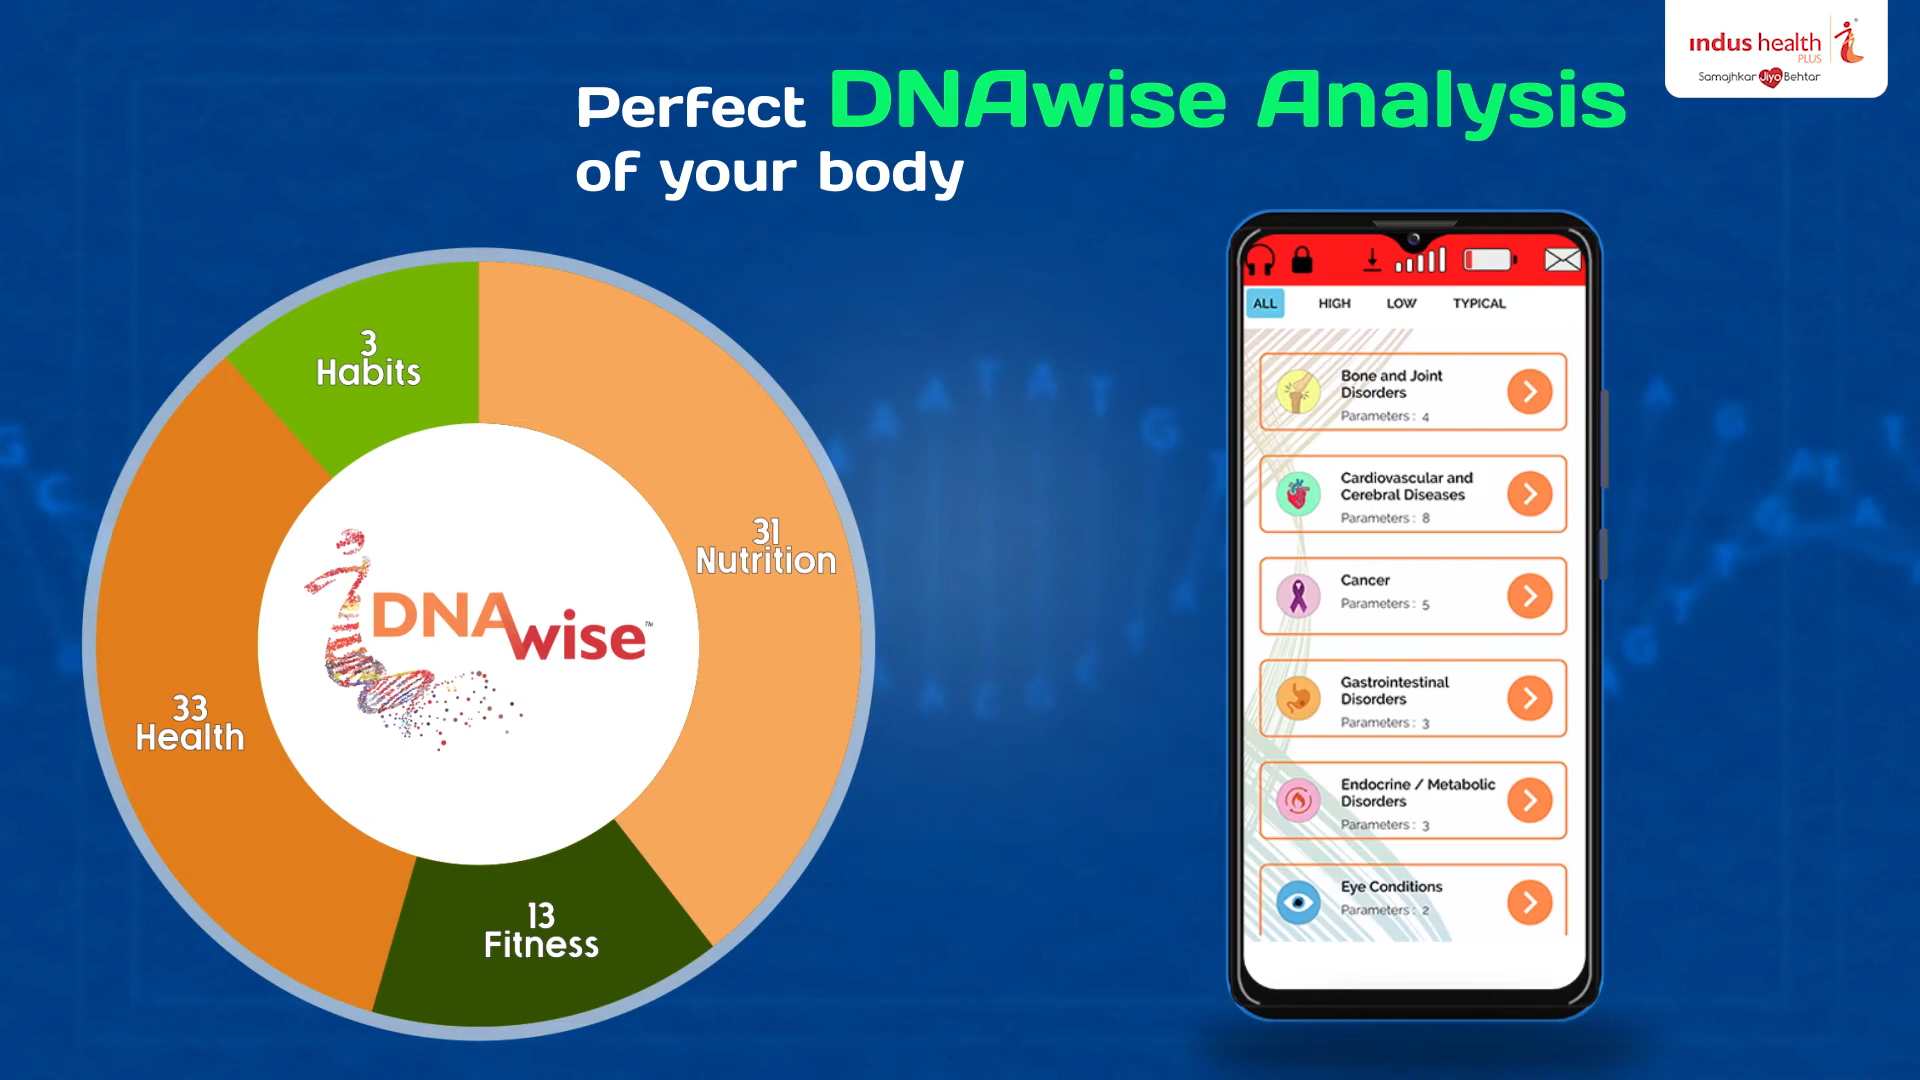 indus health
PLUS
Samajhkar Jiyo Behtar
Perfect DNAwise Analysis
of your body
3
Habits
31
Nutrition
33
Health
13
Fitness
DNAwise™
ALL HIGH LOW TYPICAL
Bone and Joint
Disorders
Parameters : 4
Cardiovascular and
Cerebral Diseases
Parameters : 8
Cancer
Parameters : 5
Gastrointestinal
Disorders
Parameters : 3
Endocrine / Metabolic
Disorders
Parameters : 3
Eye Conditions
Parameters : 2